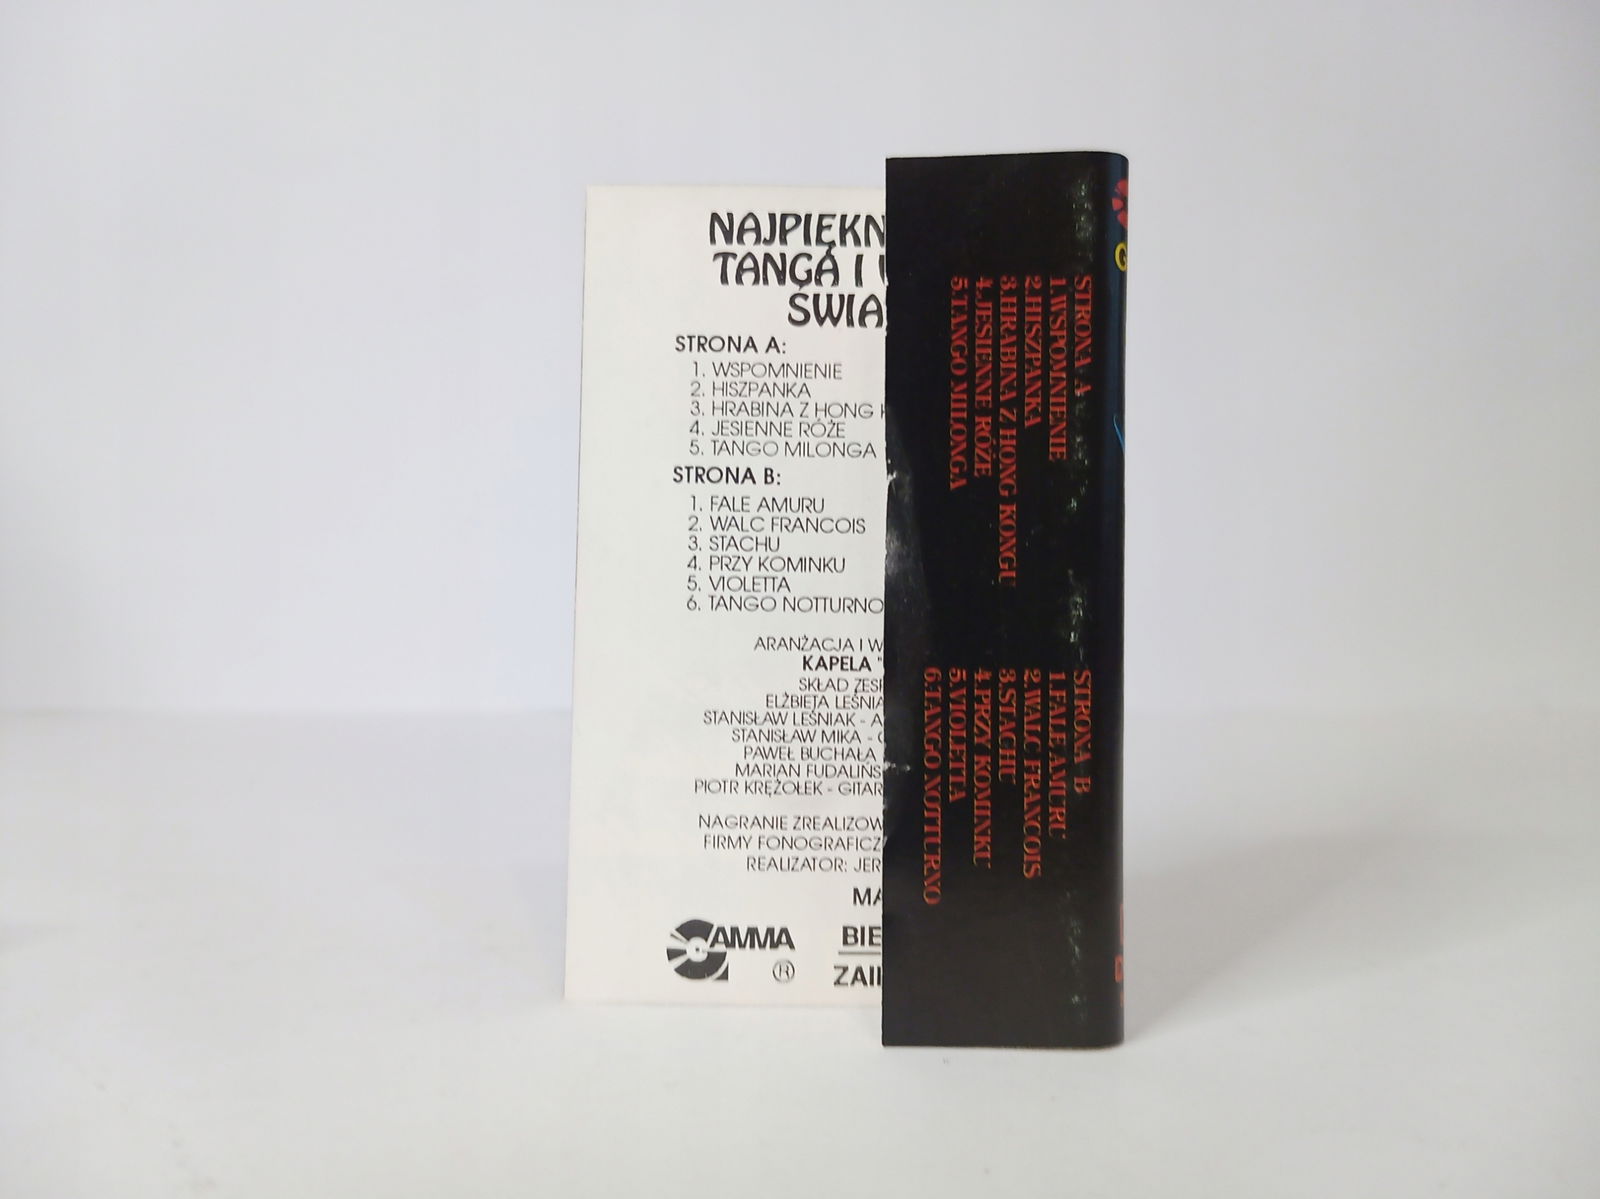 NAJPIĘKN
TANGA I
ŚWIA
STRONA A:
1. WSPOMNIENIE
2. HISZPANKA
3. HRABINA Z HONG
4. JESIENNE RÓŻE
5. TANGO MILONGA
STRONA B:
1. FALE AMURU
2. WALC FRANCOIS
3. STACHU
4. PRZY KOMINKU
5. VIOLETTA
6. TANGO NOTTURNO
ARANŻACJA I W
KAPELA "
SKŁAD ZESP
ELŻBIETA LEŚNIA
STANISŁAW LEŚNIAK - A
STANISŁAW MIKA -
PAWEŁ BUCHAŁA
MARIAN FUDALIŃS
PIOTR KRĘŻOŁEK - GITAR
NAGRANIE ZREALIZOW
FIRMY FONOGRAFICZ
REALIZATOR: JER
MA
GAMMA
®
BIE
ZAI
STRONA A
1.WSPOMNIENIE
2.HISZPANKA
3.HRABINA Z HONG KONGU
4.JESIENNE RÓŻE
5.TANGO MILONGA
STRONA B
1.FALE AMURU
2.WALC FRANCOIS
3.STACHU
4.PRZY KOMINKU
5.VIOLETTA
6.TANGO NOTTURNO